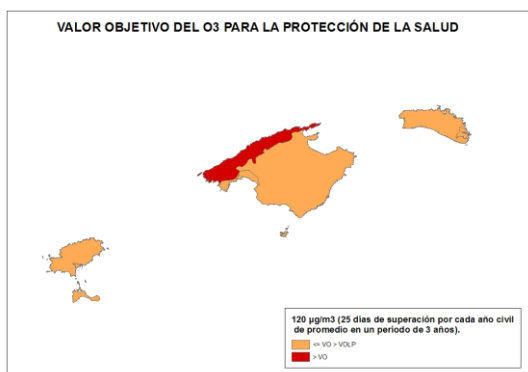 VALOR OBJETIVO DEL O3 PARA LA PROTECCIÓN DE LA SALUD
120 µg/m3 (25 días de superación por cada año civil
de promedio en un período de 3 años).
<= VO > VOLP
> VO